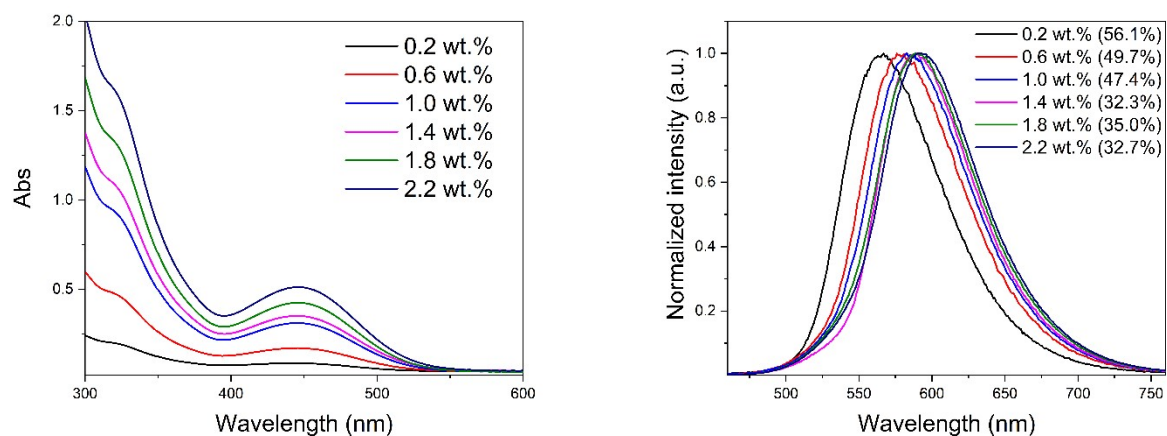 2.0
1.5
1.0
0.5
300
400
500
600
Abs
Wavelength (nm)
0.2 wt.%
0.6 wt.%
1.0 wt.%
1.4 wt.%
1.8 wt.%
2.2 wt.%
1.0
0.8
0.6
0.4
0.2
500
550
600
650
700
750
Normalized intensity (a.u.)
Wavelength (nm)
0.2 wt.% (56.1%)
0.6 wt.% (49.7%)
1.0 wt.% (47.4%)
1.4 wt.% (32.3%)
1.8 wt.% (35.0%)
2.2 wt.% (32.7%)